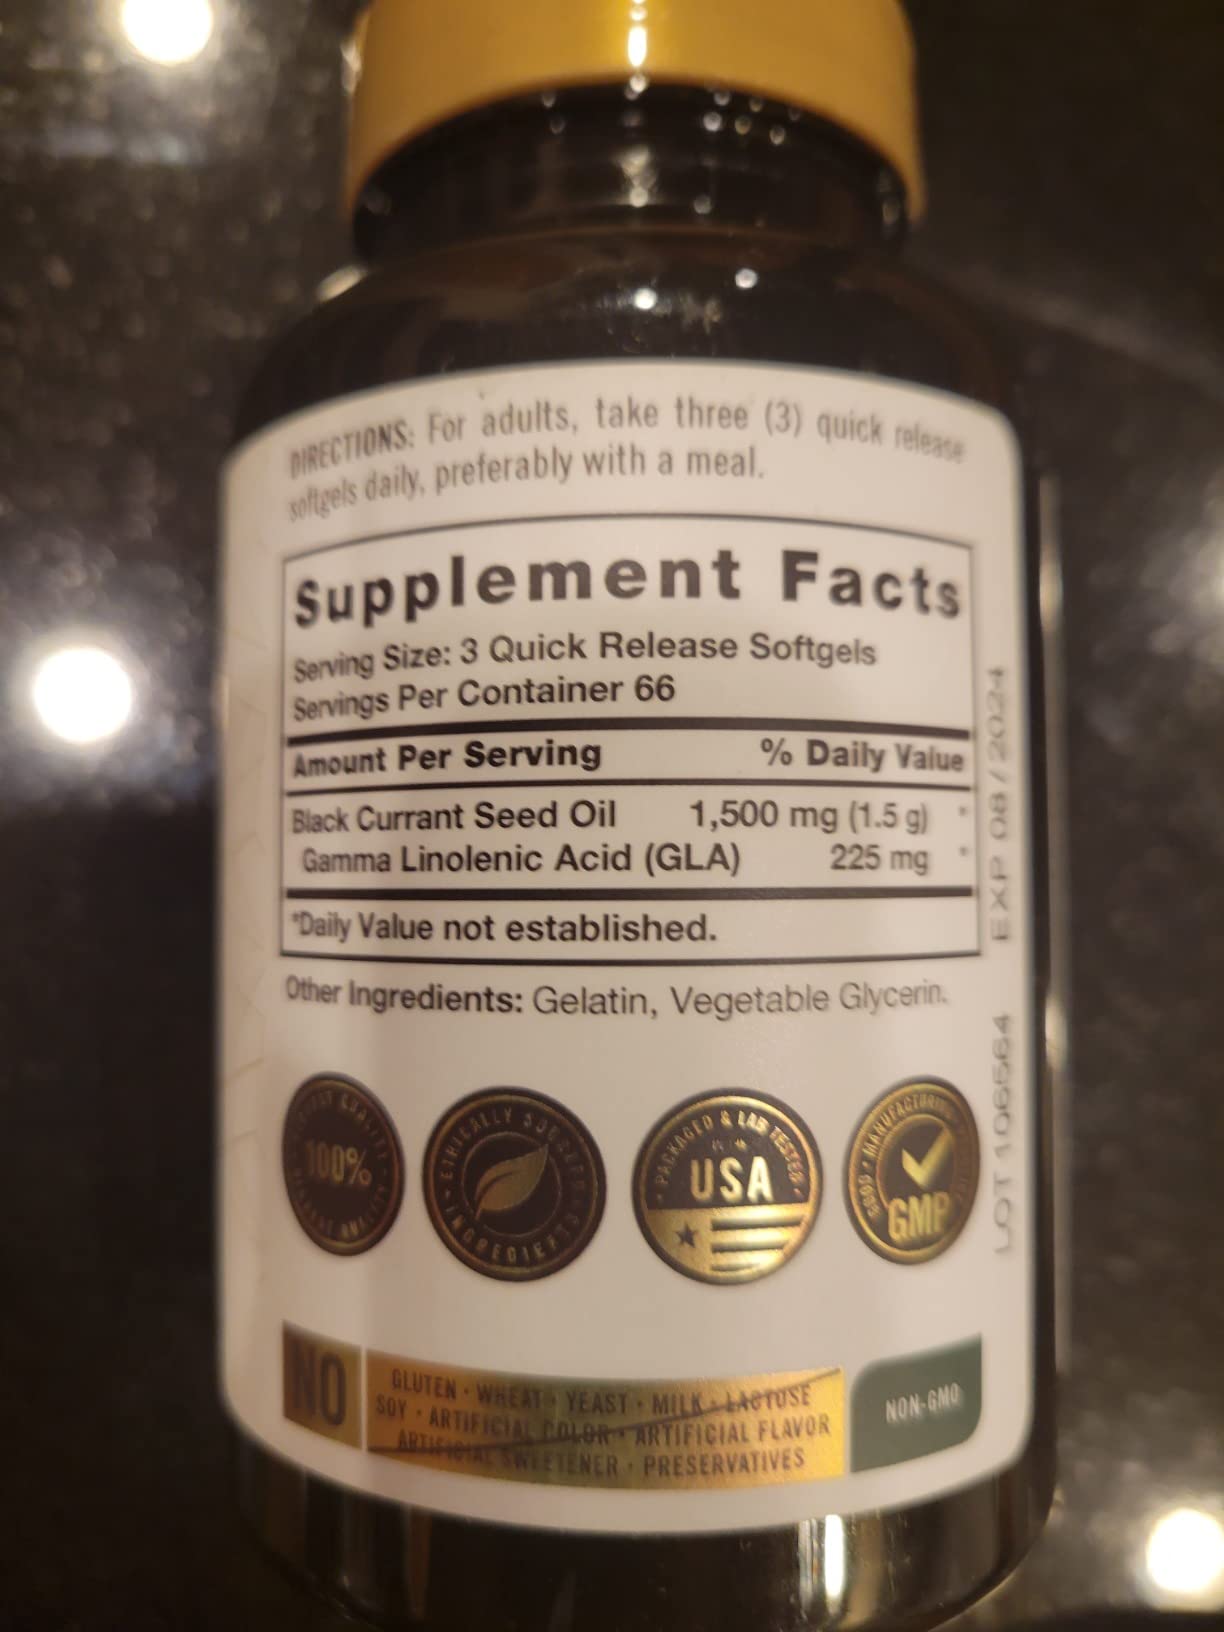 DIRECTIONS: For adults, take three (3) quick release
softgels daily, preferably with a meal.
Supplement Facts
Serving Size: 3 Quick Release Softgels
Servings Per Container 66
Amount Per Serving % Daily Value
Black Currant Seed Oil 1,500 mg (1.5 g) *
Gamma Linolenic Acid (GLA) 225 mg *
*Daily Value not established.
Other Ingredients: Gelatin, Vegetable Glycerin.
EXP 08/2024
LOT 106564
100%
ETHICALLY SOURCED
INGREDIENTS
PACKAGED & LAB TESTED
USA
GOOD • MANUFACTURING
GMP
NO
GLUTEN • WHEAT • YEAST • MILK • LACTOSE
SOY • ARTIFICIAL COLOR • ARTIFICIAL FLAVOR
ARTIFICIAL SWEETENER • PRESERVATIVES
NON-GMO